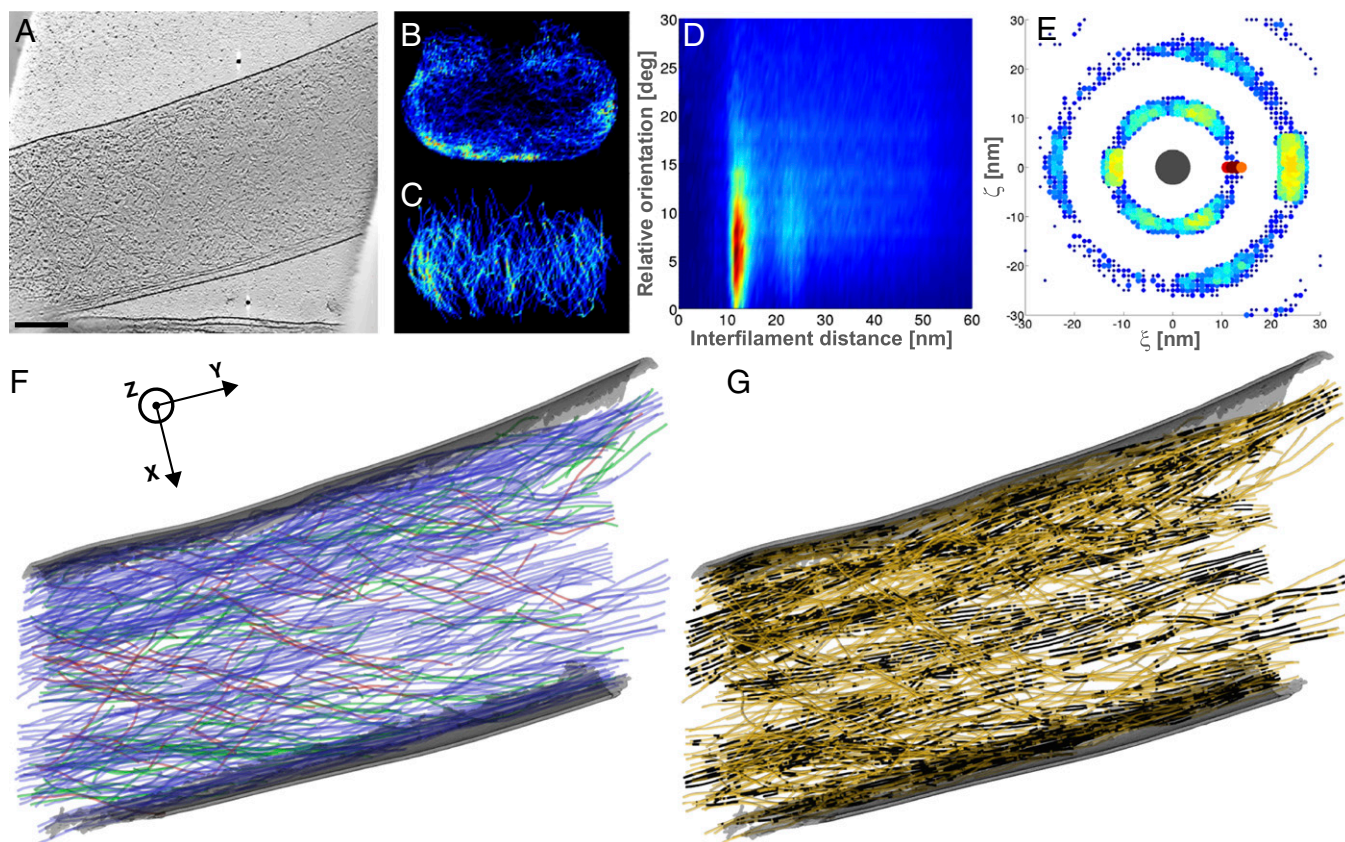 A
B
C
D
Relative orientation [deg]
30
25
20
15
10
5
0
0 10 20 30 40 50 60
Interfilament distance [nm]
E
ζ [nm]
30
20
10
0
-10
-20
-30
-30 -20 -10 0 10 20 30
ξ [nm]
F
Z
Y
X
G